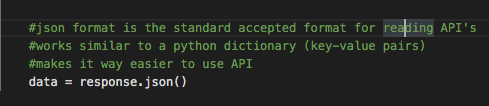 #json format is the standard accepted format for reading API's
#works similar to a python dictionary (key-value pairs)
#makes it way easier to use API
data = response.json()